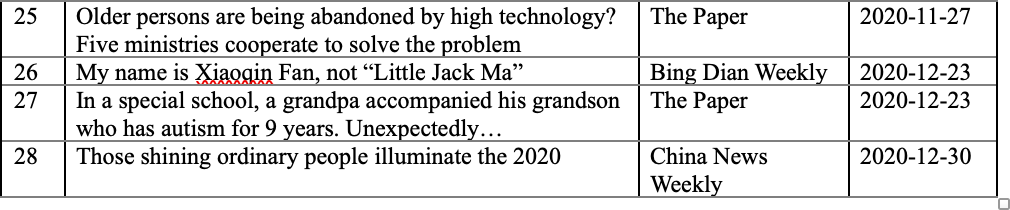 25 Older persons are being abandoned by high technology? The Paper 2020-11-27
Five ministries cooperate to solve the problem
26 My name is Xiaoqin Fan, not “Little Jack Ma” Bing Dian Weekly 2020-12-23
27 In a special school, a grandpa accompanied his grandson The Paper 2020-12-23
who has autism for 9 years. Unexpectedly…
28 Those shining ordinary people illuminate the 2020 China News 2020-12-30
Weekly